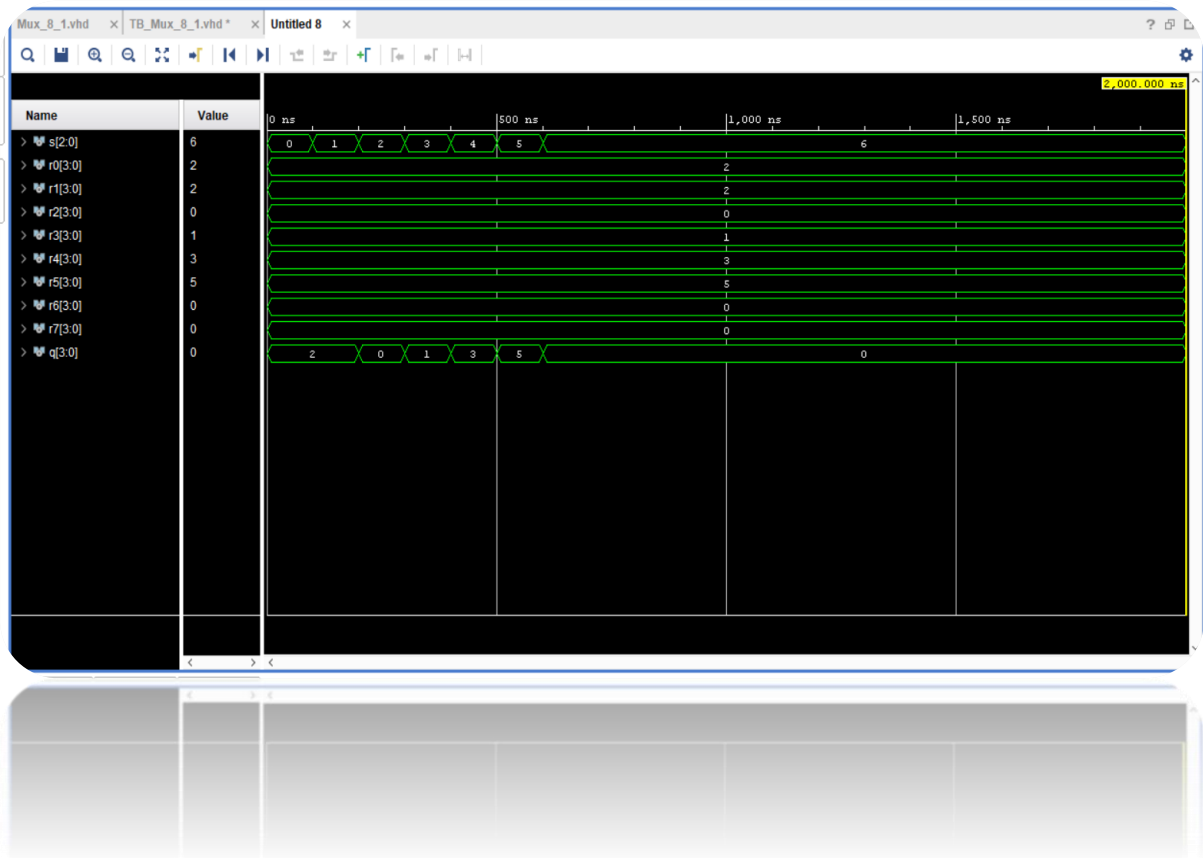 Mux_8_1.vhd × TB_Mux_8_1.vhd * × Untitled 8 × ?
2,000.000 ns
Name Value 0 ns 500 ns 1,000 ns 1,500 ns
s[2:0] 6 0 1 2 3 4 5 6
r0[3:0] 2 2
r1[3:0] 2 2
r2[3:0] 0 0
r3[3:0] 1 1
r4[3:0] 3 3
r5[3:0] 5 5
r6[3:0] 0 0
r7[3:0] 0 0
q[3:0] 0 2 0 1 3 5 0